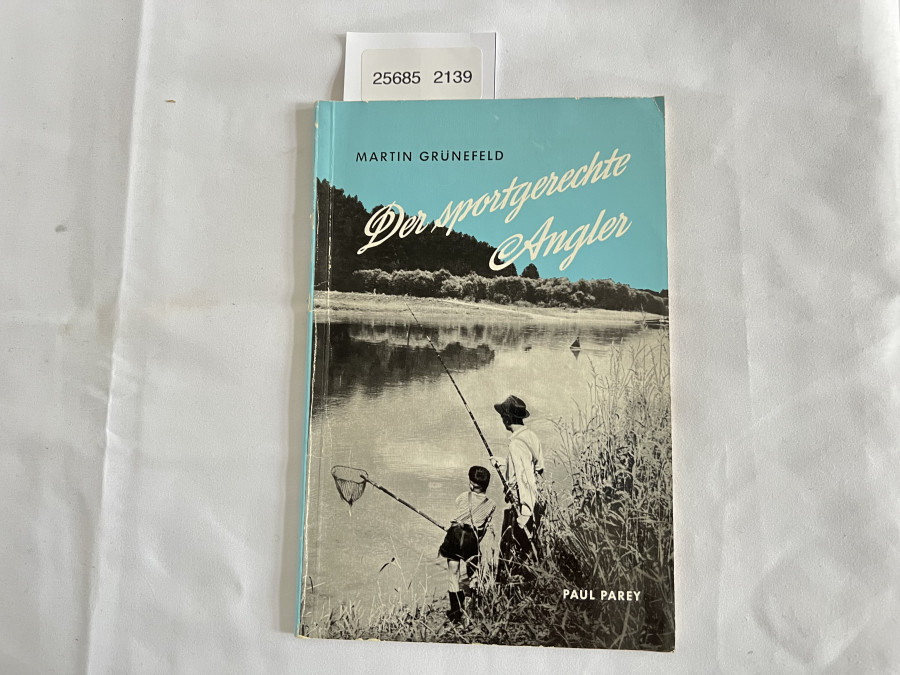 25685 2139
MARTIN GRÜNEFELD
Der sportgerechte
Angler
PAUL PAREY